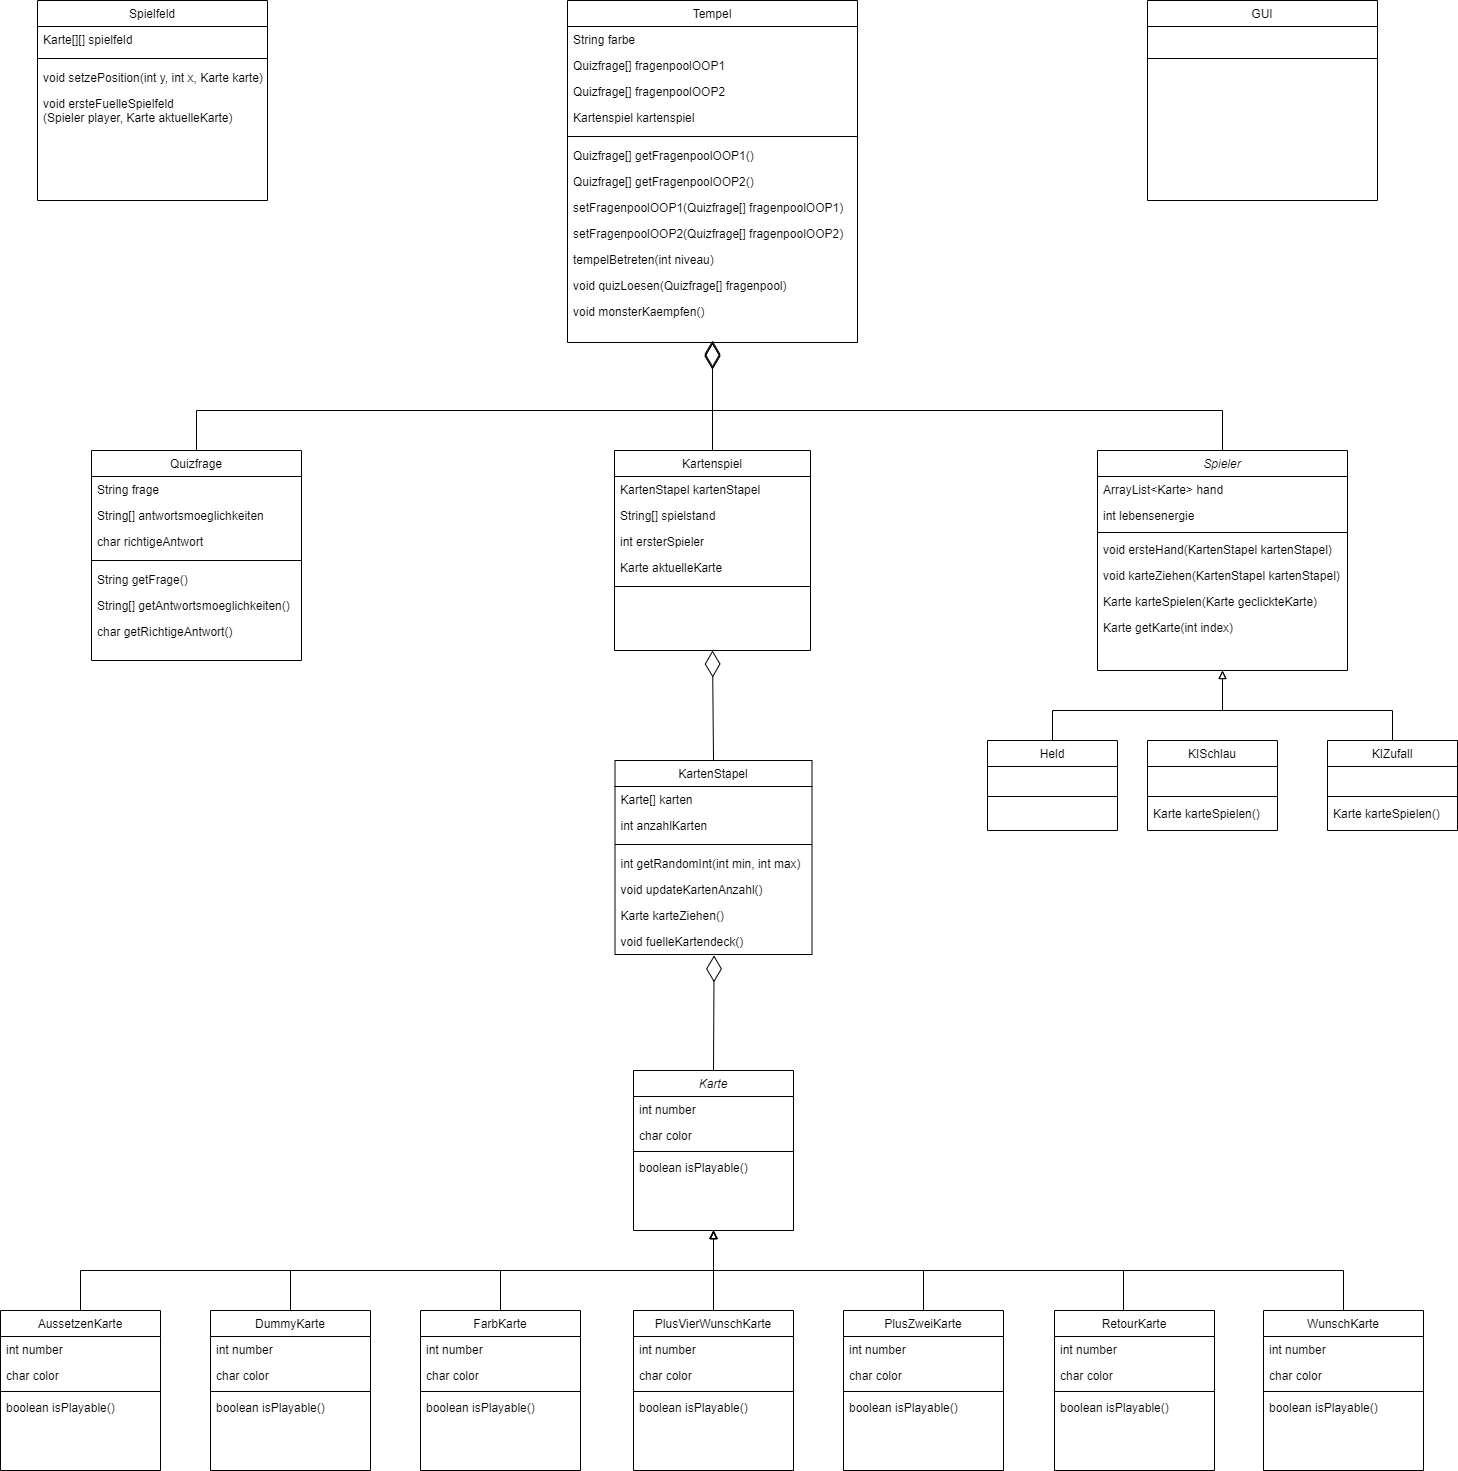 Spielfeld
Karte[][] spielfeld
void setzePosition(int y, int x, Karte karte)
void ersteFuelleSpielfeld
(Spieler player, Karte aktuelleKarte)
Tempel
String farbe
Quizfrage[] fragenpoolOOP1
Quizfrage[] fragenpoolOOP2
Kartenspiel kartenspiel
Quizfrage[] getFragenpoolOOP1()
Quizfrage[] getFragenpoolOOP2()
setFragenpoolOOP1(Quizfrage[] fragenpoolOOP1)
setFragenpoolOOP2(Quizfrage[] fragenpoolOOP2)
tempelBetreten(int niveau)
void quizLoesen(Quizfrage[] fragenpool)
void monsterKaempfen()
GUI
Quizfrage
String frage
String[] antwortsmoeglichkeiten
char richtigeAntwort
String getFrage()
String[] getAntwortsmoeglichkeiten()
char getRichtigeAntwort()
Kartenspiel
KartenStapel kartenStapel
String[] spielstand
int ersterSpieler
Karte aktuelleKarte
Spieler
ArrayList<Karte> hand
int lebensenergie
void ersteHand(KartenStapel kartenStapel)
void karteZiehen(KartenStapel kartenStapel)
Karte karteSpielen(Karte geclickteKarte)
Karte getKarte(int index)
Held
KISchlau
Karte karteSpielen()
KIZufall
Karte karteSpielen()
KartenStapel
Karte[] karten
int anzahlKarten
int getRandomInt(int min, int max)
void updateKartenAnzahl()
Karte karteZiehen()
void fuelleKartendeck()
Karte
int number
char color
boolean isPlayable()
AussetzenKarte
int number
char color
boolean isPlayable()
DummyKarte
int number
char color
boolean isPlayable()
FarbKarte
int number
char color
boolean isPlayable()
PlusVierWunschKarte
int number
char color
boolean isPlayable()
PlusZweiKarte
int number
char color
boolean isPlayable()
RetourKarte
int number
char color
boolean isPlayable()
WunschKarte
int number
char color
boolean isPlayable()